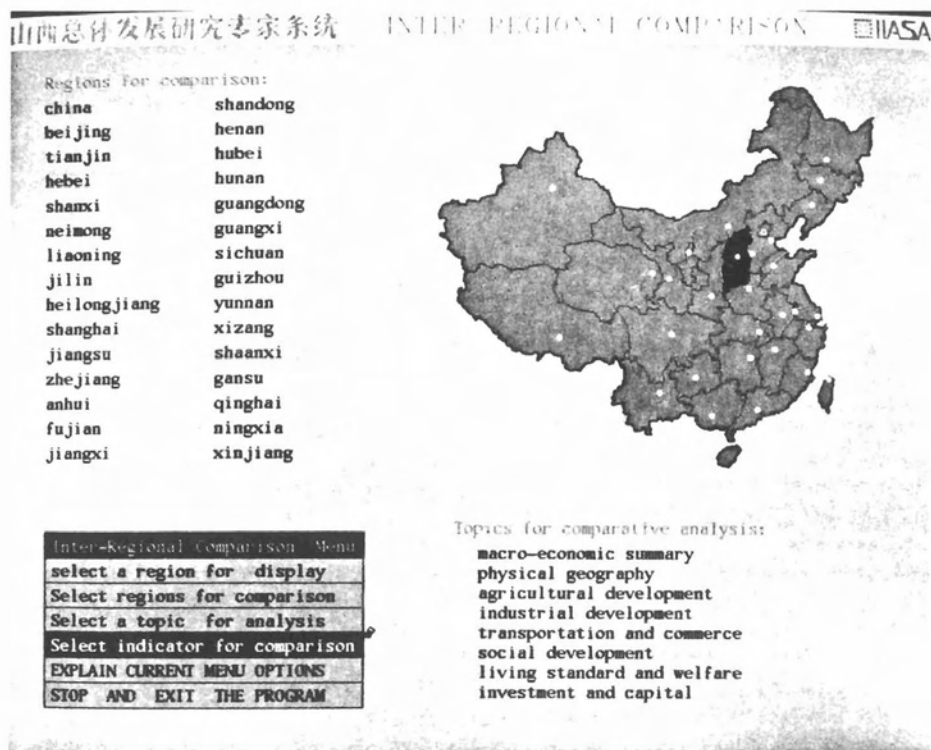 山西总体发展研究专家系统 INTER-REGIONAL COMPARISON IIASA
Regions for comparison:
china shandong
beijing henan
tianjin hubei
hebei hunan
shanxi guangdong
neimong guangxi
liaoning sichuan
jilin guizhou
heilongjiang yunnan
shanghai xizang
jiangsu shaanxi
zhejiang gansu
anhui qinghai
fujian ningxia
jiangxi xinjiang
Inter-Regional Comparison Menu
select a region for display
Select regions for comparison
Select a topic for analysis
Select indicator for comparison
EXPLAIN CURRENT MENU OPTIONS
STOP AND EXIT THE PROGRAM
Topics for comparative analysis:
macro-economic summary
physical geography
agricultural development
industrial development
transportation and commerce
social development
living standard and welfare
investment and capital